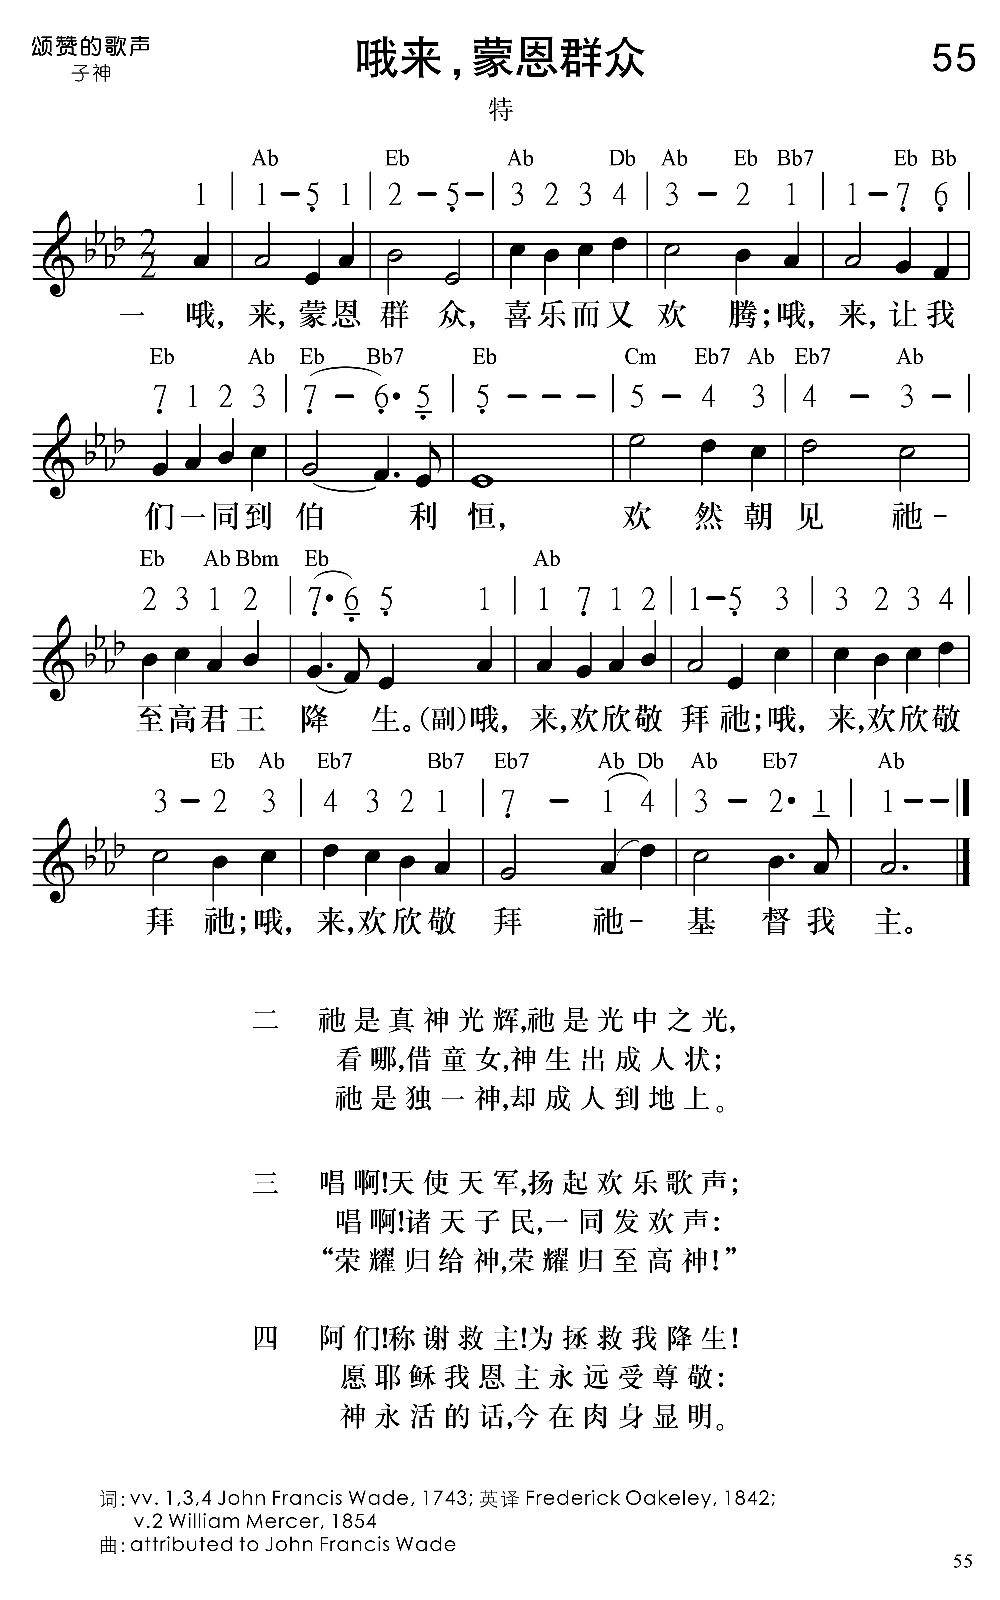 颂赞的歌声
子神
哦来,蒙恩群众
55
特
Ab Eb Ab Db Ab Eb Bb7 Eb Bb
1 | 1 – 5 1 | 2 – 5 – | 3 2 3 4 | 3 – 2 1 | 1 – 7 6 |
一 哦, 来, 蒙恩 群 众, 喜乐而又 欢 腾;哦, 来, 让我
Eb Ab Eb Bb7 Eb Cm Eb7 Ab Eb7 Ab
7 1 2 3 | 7 – 6· 5 | 5 – – – | 5 – 4 3 | 4 – 3 – |
们一同到 伯 利 恒, 欢 然 朝 见 祂-
Eb Ab Bbm Eb Ab
2 3 1 2 | 7· 6 5 1 | 1 7 1 2 | 1 – 5 3 | 3 2 3 4 |
至高君王 降 生。(副)哦, 来,欢欣敬 拜祂;哦, 来,欢欣敬
Eb Ab Eb7 Bb7 Eb7 Ab Db Ab Eb7 Ab
3 – 2 3 | 4 3 2 1 | 7 – 1 4 | 3 – 2· 1 | 1 – – ‖
拜 祂;哦, 来,欢欣敬 拜 祂- 基 督我 主。
二 祂是真神光辉,祂是光中之光,
看哪,借童女,神生出成人状;
祂是独一神,却成人到地上。
三 唱啊!天使天军,扬起欢乐歌声;
唱啊!诸天子民,一同发欢声:
“荣耀归给神,荣耀归至高神!”
四 阿们!称谢救主!为拯救我降生!
愿耶稣我恩主永远受尊敬:
神永活的话,今在肉身显明。
词: vv. 1,3,4 John Francis Wade, 1743; 英译 Frederick Oakeley, 1842;
v.2 William Mercer, 1854
曲: attributed to John Francis Wade
55